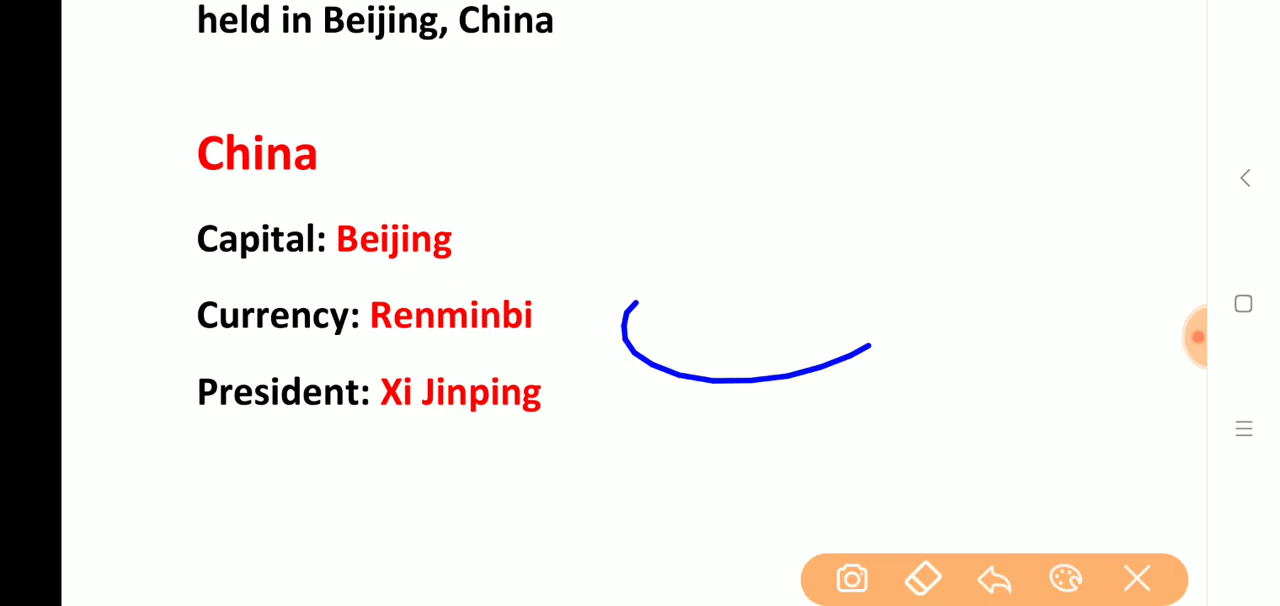 held in Beijing, China
China
Capital: Beijing
Currency: Renminbi
President: Xi Jinping